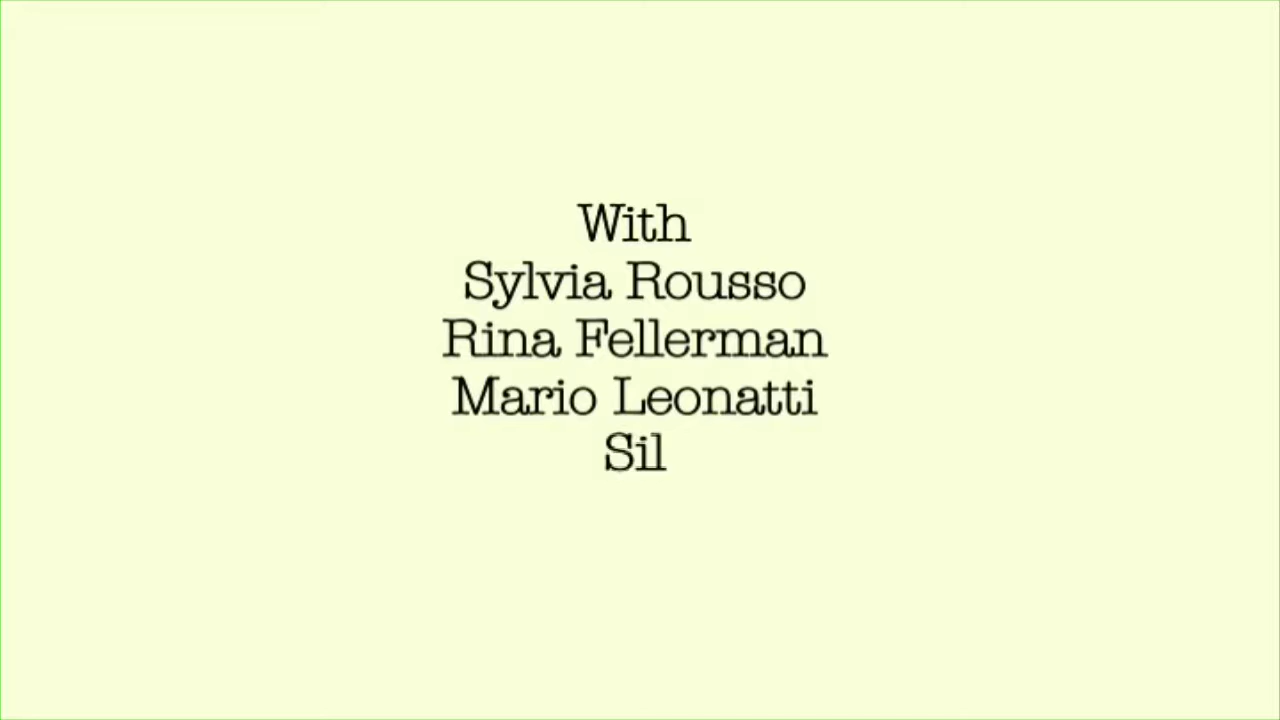 With
Sylvia Rousso
Rina Fellerman
Mario Leonatti
Sil